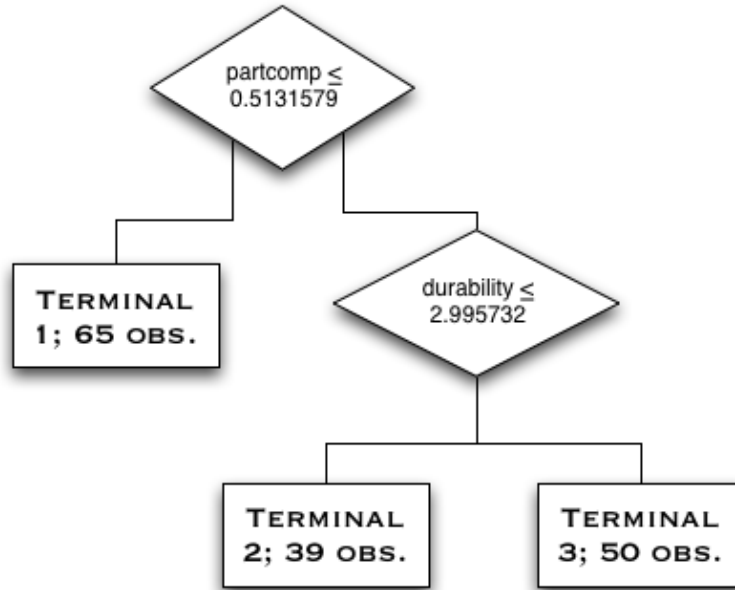 partcomp ≤
0.5131579
durability ≤
2.995732
TERMINAL
1; 65 OBS.
TERMINAL
2; 39 OBS.
TERMINAL
3; 50 OBS.